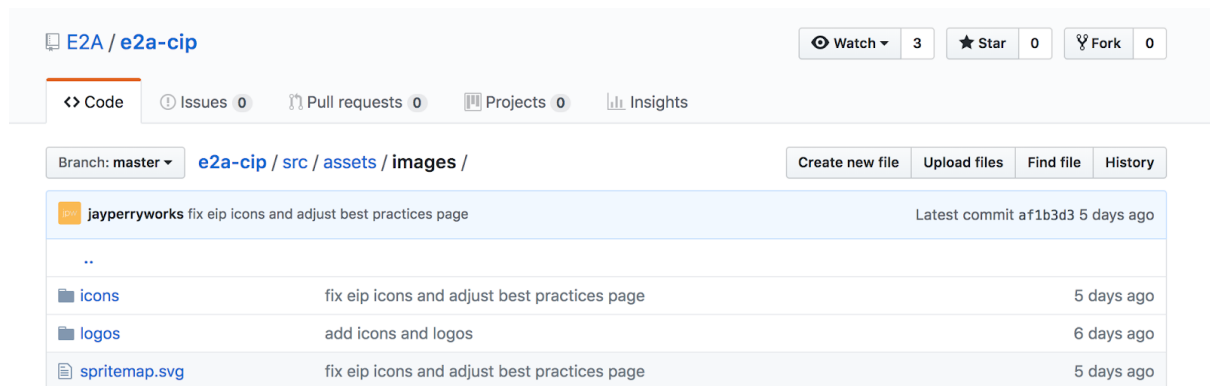 E2A / e2a-cip Watch 3 Star 0 Fork 0
Code Issues 0 Pull requests 0 Projects 0 Insights
Branch: master e2a-cip / src / assets / images / Create new file Upload files Find file History
jayperryworks fix eip icons and adjust best practices page Latest commit af1b3d3 5 days ago
..
icons fix eip icons and adjust best practices page 5 days ago
logos add icons and logos 6 days ago
spritemap.svg fix eip icons and adjust best practices page 5 days ago